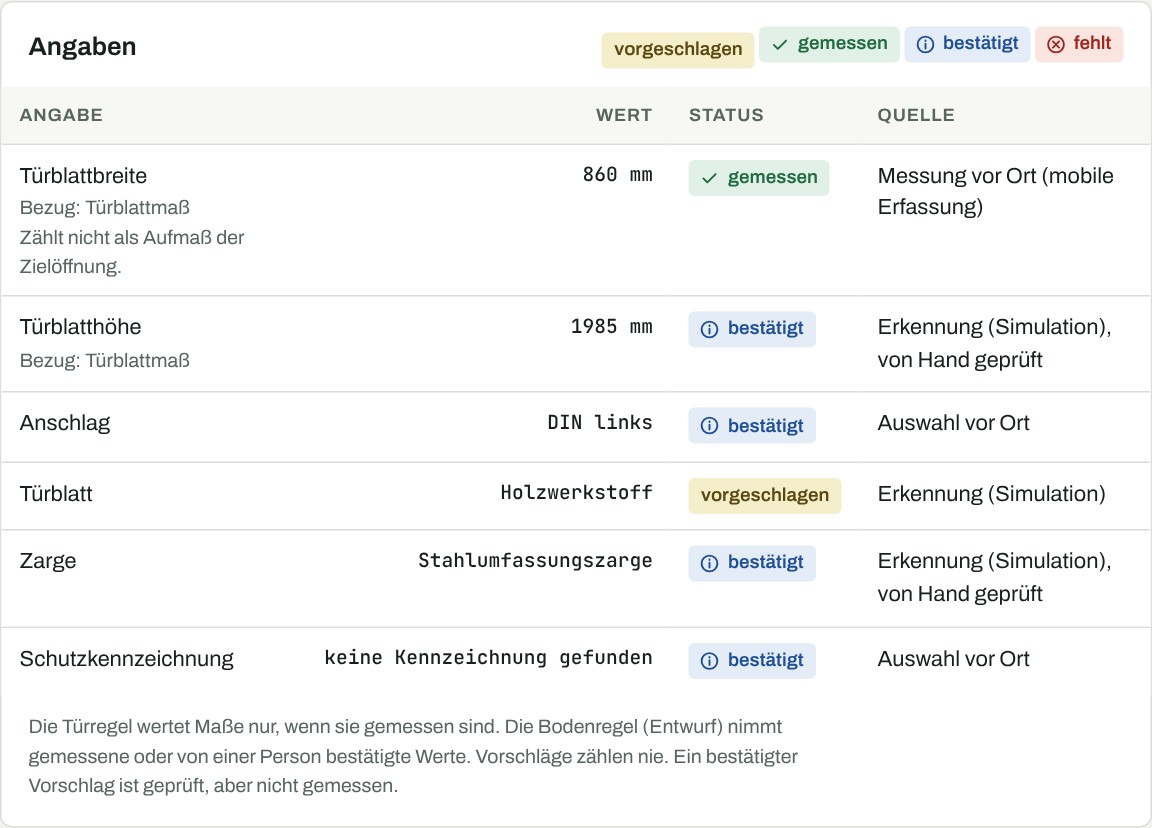 Angaben
vorgeschlagen gemessen bestätigt fehlt
ANGABE WERT STATUS QUELLE
Türblattbreite 860 mm gemessen Messung vor Ort (mobile
Erfassung)
Bezug: Türblattmaß
Zählt nicht als Aufmaß der
Zielöffnung.
Türblatthöhe 1985 mm bestätigt Erkennung (Simulation),
von Hand geprüft
Bezug: Türblattmaß
Anschlag DIN links bestätigt Auswahl vor Ort
Türblatt Holzwerkstoff vorgeschlagen Erkennung (Simulation)
Zarge Stahlumfassungszarge bestätigt Erkennung (Simulation),
von Hand geprüft
Schutzkennzeichnung keine Kennzeichnung gefunden bestätigt Auswahl vor Ort
Die Türregel wertet Maße nur, wenn sie gemessen sind. Die Bodenregel (Entwurf) nimmt
gemessene oder von einer Person bestätigte Werte. Vorschläge zählen nie. Ein bestätigter
Vorschlag ist geprüft, aber nicht gemessen.